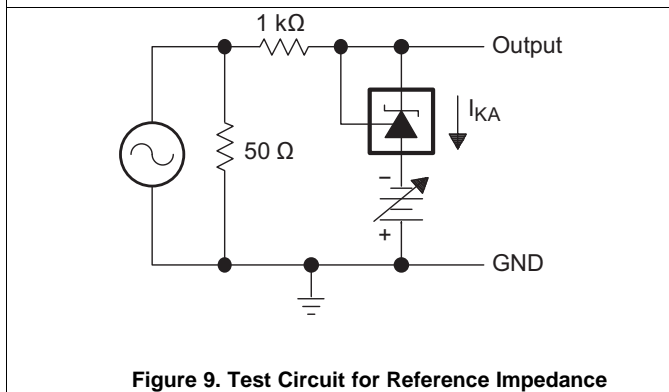 1 kΩ
Output
I_KA
50 Ω
−
+
GND
Figure 9. Test Circuit for Reference Impedance